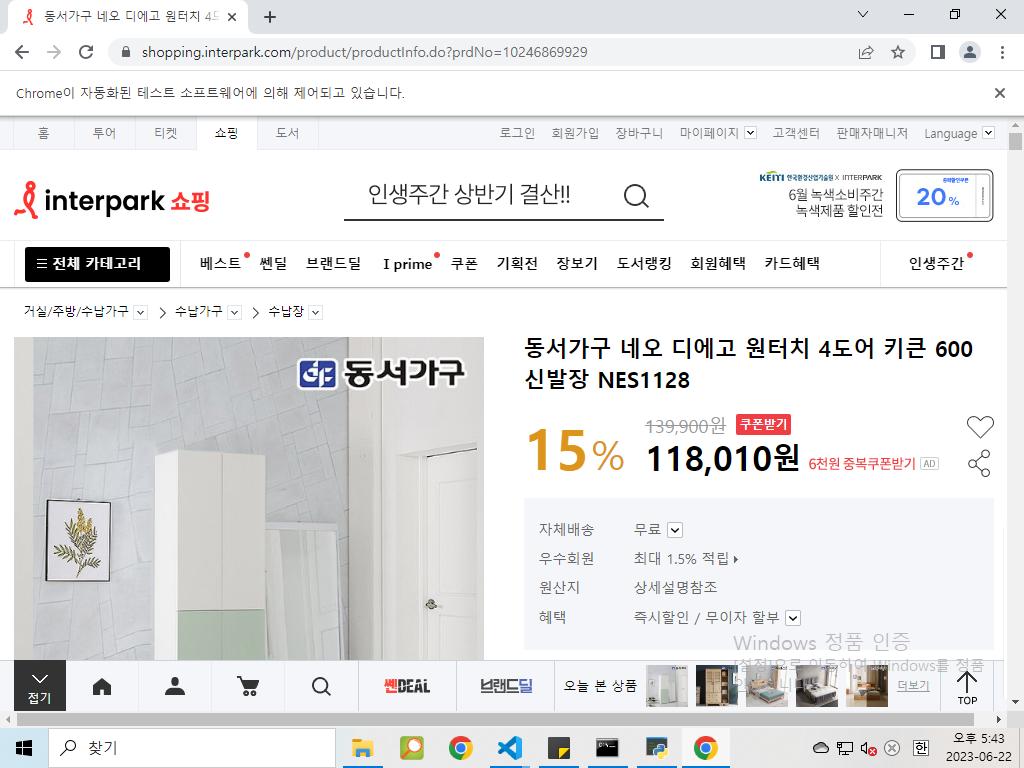 동서가구 네오 디에고 원터치 4도
shopping.interpark.com/product/productInfo.do?prdNo=10246869929
Chrome이 자동화된 테스트 소프트웨어에 의해 제어되고 있습니다.
홈 투어 티켓 쇼핑 도서 로그인 회원가입 장바구니 마이페이지 고객센터 판매자매니저 Language
interpark 쇼핑
인생주간 상반기 결산!!
KEITI 한국환경산업기술원 X INTERPARK
6월 녹색소비주간
녹색제품 할인전
20%
전체 카테고리 베스트 쎈딜 브랜드딜 I prime 쿠폰 기획전 장보기 도서랭킹 회원혜택 카드혜택 인생주간
거실/주방/수납가구 수납가구 수납장
동서가구
동서가구 네오 디에고 원터치 4도어 키큰 600
신발장 NES1128
15%
139,900원 쿠폰받기
118,010원 6천원 중복쿠폰받기 AD
자체배송 무료
우수회원 최대 1.5% 적립
원산지 상세설명참조
혜택 즉시할인 / 무이자 할부
Windows 정품 인증
[설정]으로 이동하여 Windows를 정품
접기
쎈DEAL
브랜드딜
오늘 본 상품
더보기
TOP
찾기
한
오후 5:43
2023-06-22